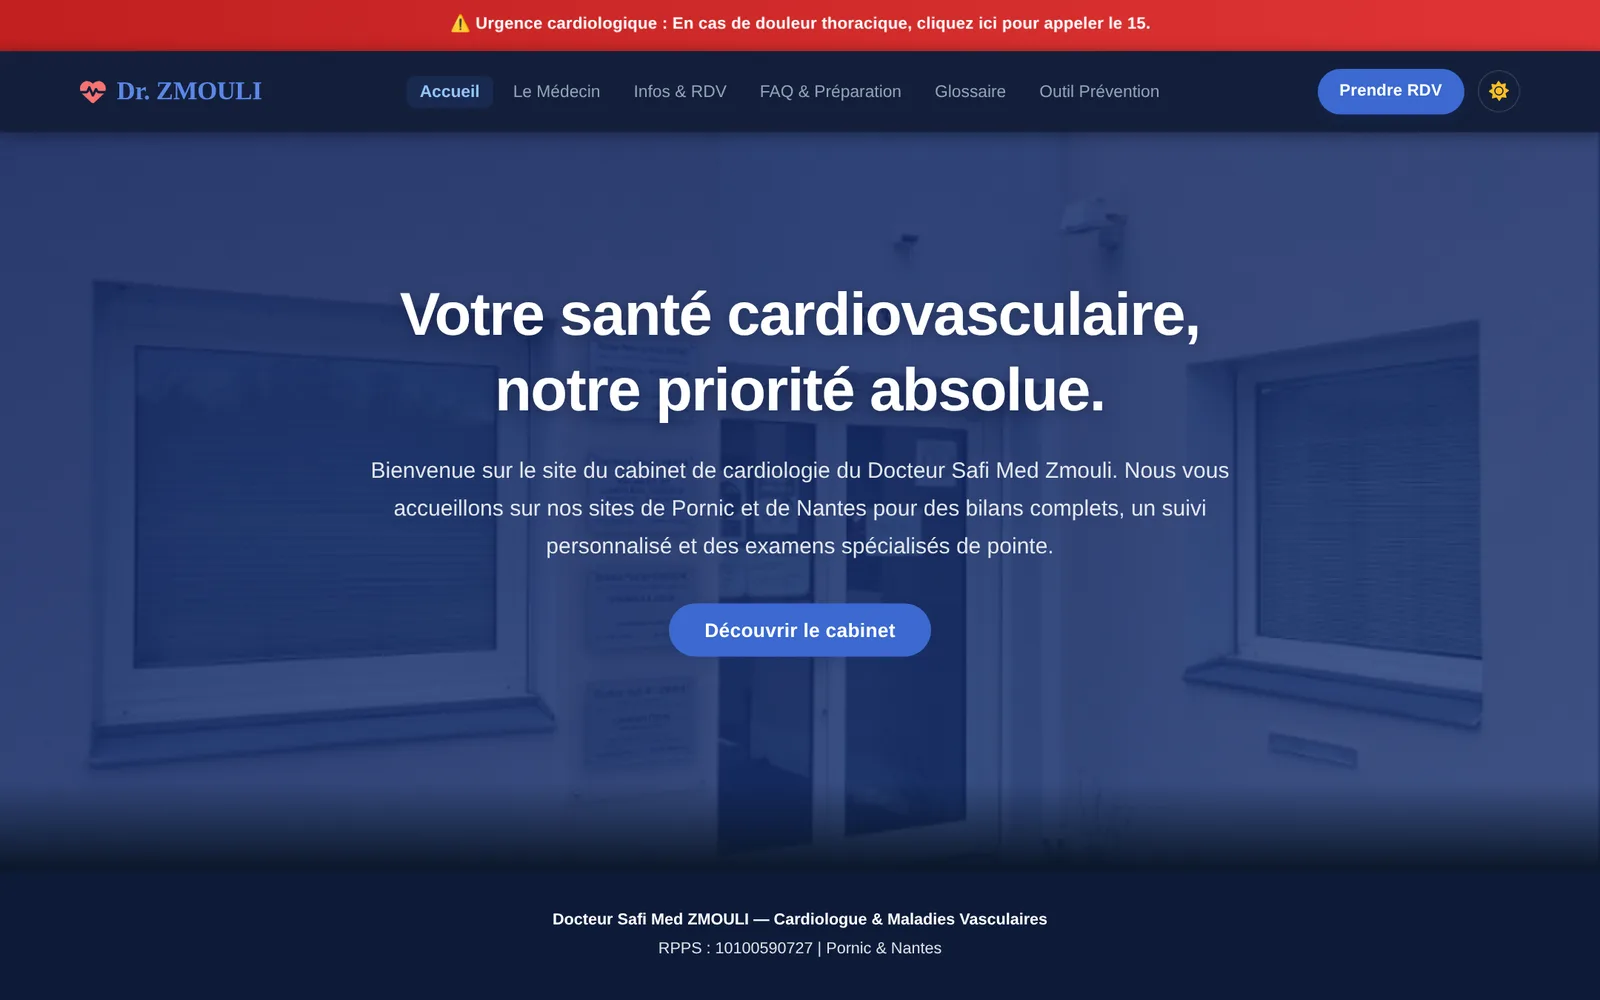 ⚠️ Urgence cardiologique : En cas de douleur thoracique, cliquez ici pour appeler le 15.
Dr. ZMOULI
Accueil
Le Médecin
Infos & RDV
FAQ & Préparation
Glossaire
Outil Prévention
Prendre RDV
Votre santé cardiovasculaire,
notre priorité absolue.
Bienvenue sur le site du cabinet de cardiologie du Docteur Safi Med Zmouli. Nous vous
accueillons sur nos sites de Pornic et de Nantes pour des bilans complets, un suivi
personnalisé et des examens spécialisés de pointe.
Découvrir le cabinet
Docteur Safi Med ZMOULI — Cardiologue & Maladies Vasculaires
RPPS : 10100590727 | Pornic & Nantes